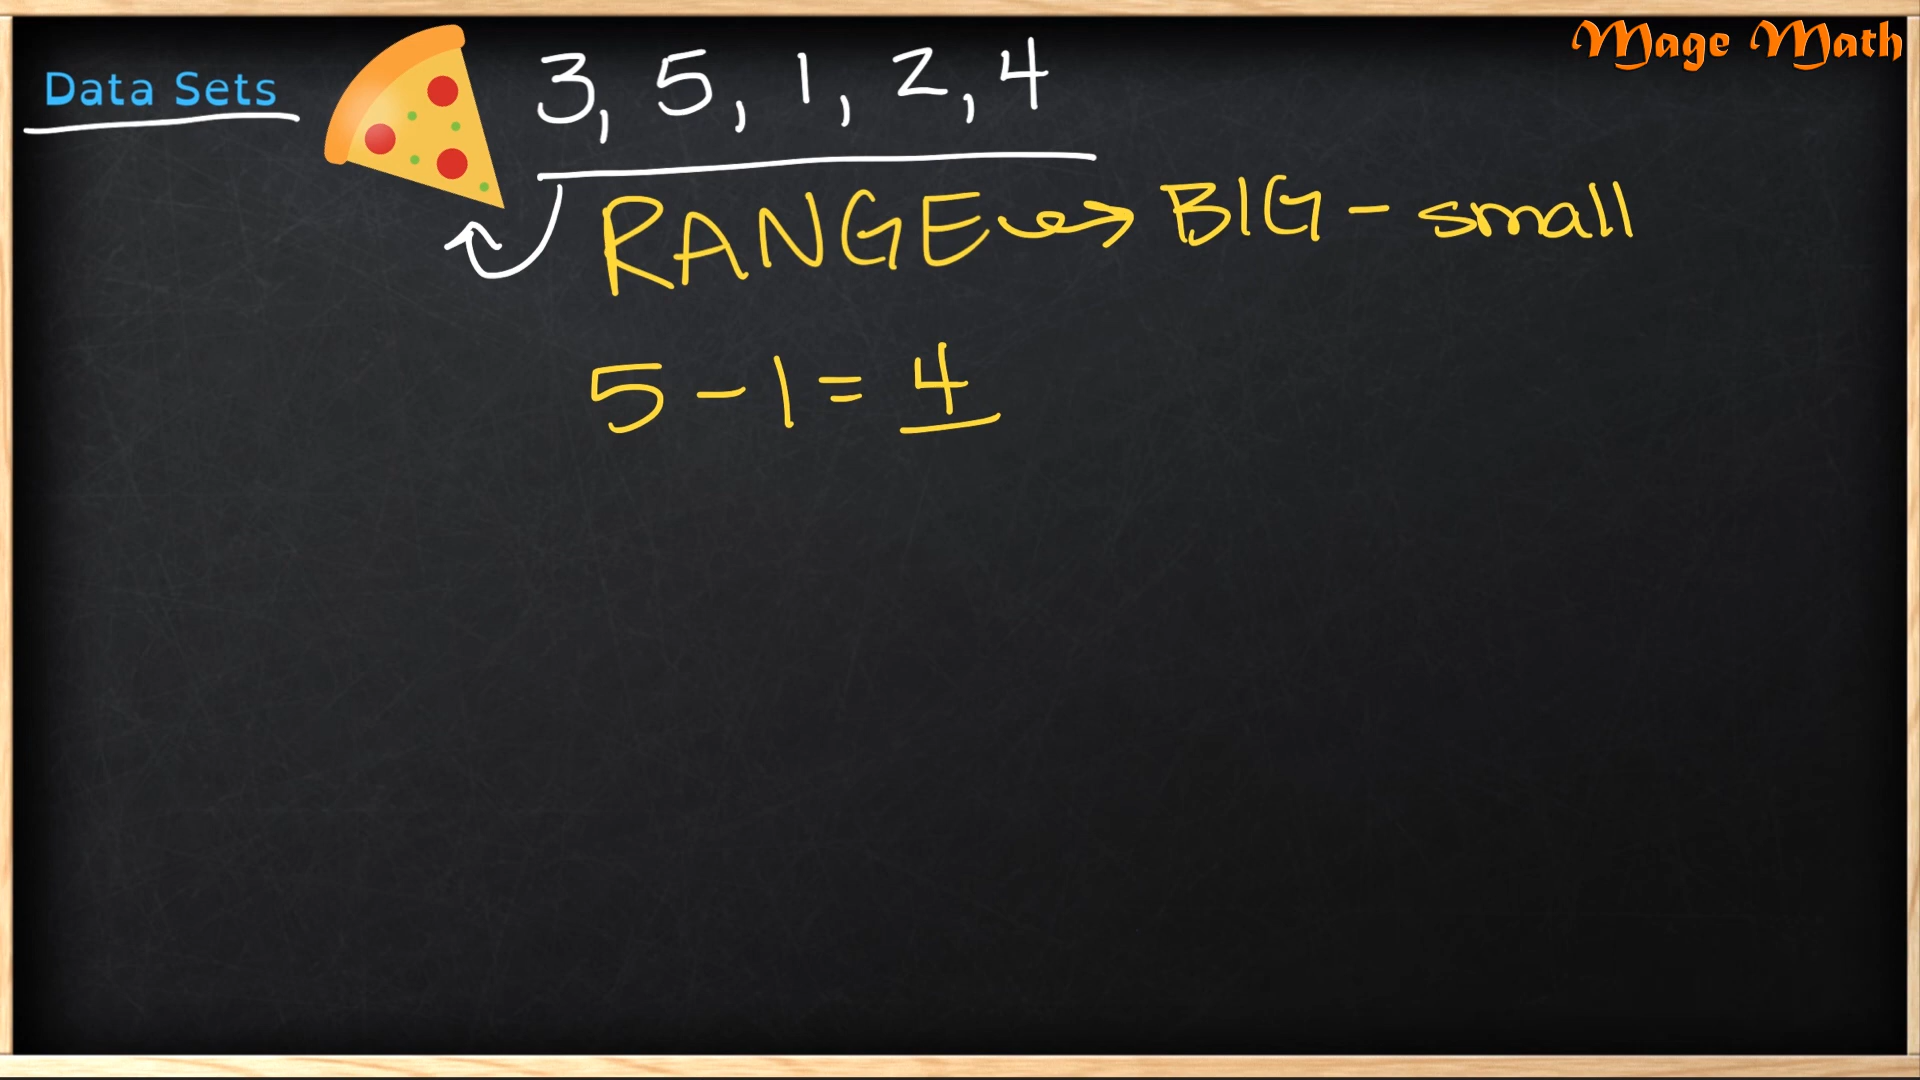 Data Sets
3, 5, 1, 2, 4
Mage Math
RANGE → BIG - small
5 - 1 = 4